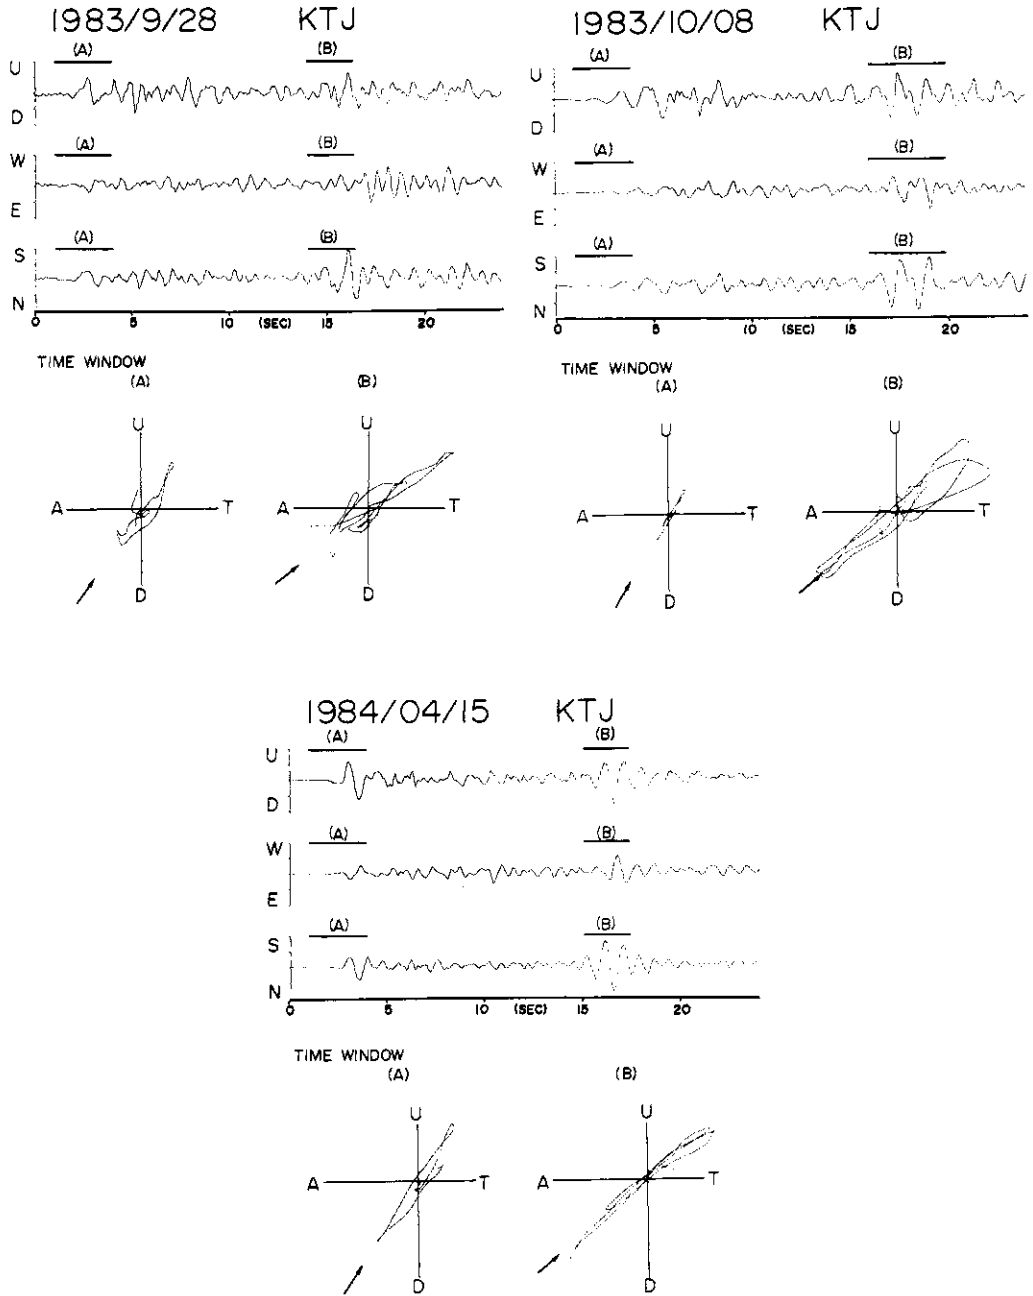 1983/9/28 KTJ
(A) (B)
U
D
(A) (B)
W
E
(A) (B)
S
N
0 5 10 (SEC) 15 20
TIME WINDOW
(A) (B)
U U
A T A T
D D
1983/10/08 KTJ
(A) (B)
U
D
(A) (B)
W
E
(A) (B)
S
N
0 5 10 (SEC) 15 20
TIME WINDOW
(A) (B)
U U
A T A T
D D
1984/04/15 KTJ
(A) (B)
U
D
(A) (B)
W
E
(A) (B)
S
N
0 5 10 (SEC) 15 20
TIME WINDOW
(A) (B)
U U
A T A T
D D